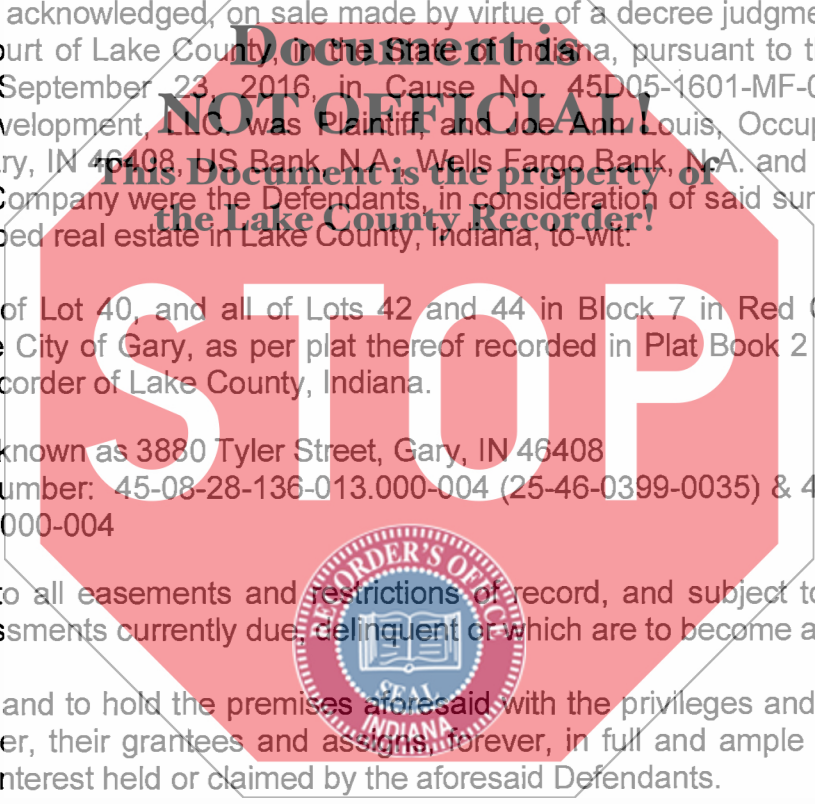 acknowledged, on sale made by virtue of a decree judgme
ourt of Lake County, in the State of Indiana, pursuant to t
September 23, 2016, in Cause No. 45D05-1601-MF-0
velopment, LLC. was Plaintiff, and Joe Ann Louis, Occup
ry, IN 46408, US Bank, N.A., Wells Fargo Bank, N.A. and
Company were the Defendants, in consideration of said sur
bed real estate in Lake County, Indiana, to-wit:
Document is
NOT OFFICIAL!
This Document is the property of
the Lake County Recorder!
of Lot 40, and all of Lots 42 and 44 in Block 7 in Red
e City of Gary, as per plat thereof recorded in Plat Book 2
corder of Lake County, Indiana.
STOP
known as 3880 Tyler Street, Gary, IN 46408
umber: 45-08-28-136-013.000-004 (25-46-0399-0035) & 4
000-004
o all easements and restrictions of record, and subject to
ssments currently due, delinquent or which are to become a
and to hold the premises aforesaid with the privileges and
er, their grantees and assigns, forever, in full and ample
nterest held or claimed by the aforesaid Defendants.
RECORDER'S OFFICE
SEAL
INDIANA